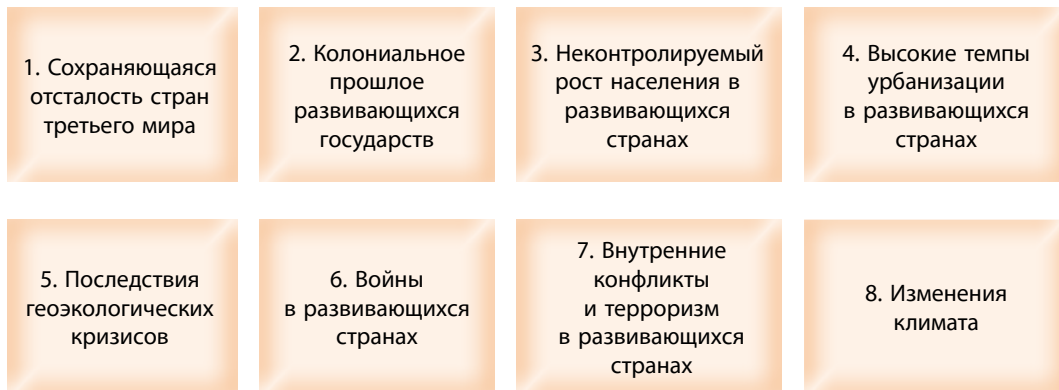 1. Сохраняющаяся
отсталость стран
третьего мира
2. Колониальное
прошлое
развивающихся
государств
3. Неконтролируемый
рост населения в
развивающихся
странах
4. Высокие темпы
урбанизации
в развивающихся
странах
5. Последствия
геоэкологических
кризисов
6. Войны
в развивающихся
странах
7. Внутренние
конфликты
и терроризм
в развивающихся
странах
8. Изменения
климата